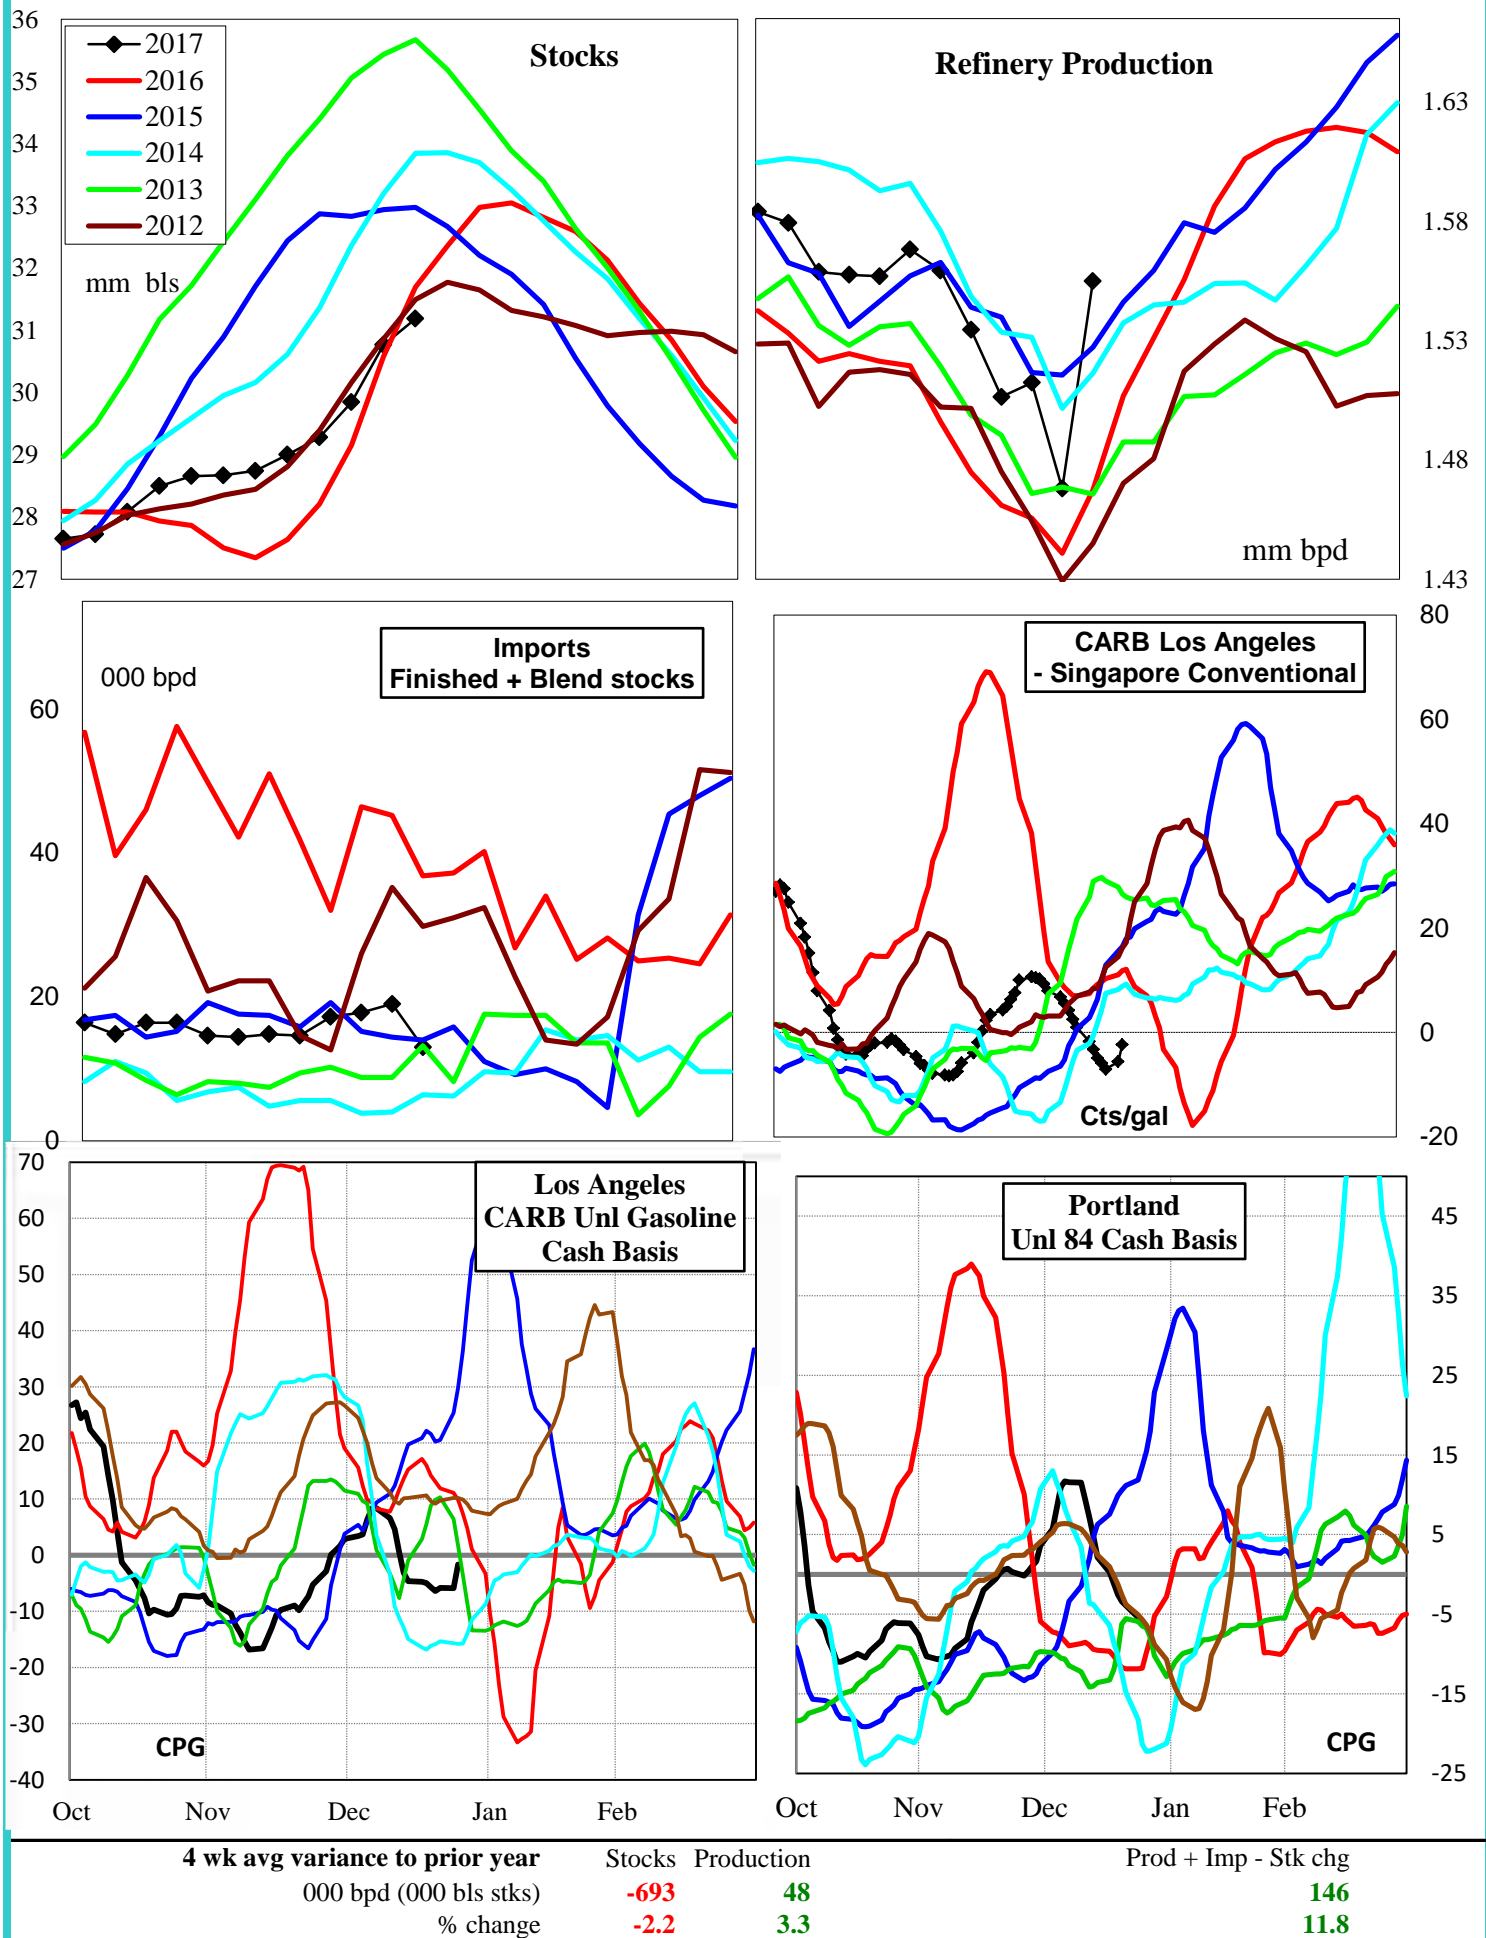 36
35
34
33
32
31
30
29
28
27
2017
2016
2015
2014
2013
2012
Stocks
mm bls
Refinery Production
1.63
1.58
1.53
1.48
1.43
mm bpd
Imports
Finished + Blend stocks
000 bpd
60
40
20
0
CARB Los Angeles
- Singapore Conventional
80
60
40
20
0
-20
Cts/gal
70
60
50
40
30
20
10
0
-10
-20
-30
-40
Los Angeles
CARB Unl Gasoline
Cash Basis
CPG
Oct Nov Dec Jan Feb
Portland
Unl 84 Cash Basis
45
35
25
15
5
-5
-15
-25
CPG
Oct Nov Dec Jan Feb
4 wk avg variance to prior year Stocks Production Prod + Imp - Stk chg
000 bpd (000 bls stks) -693 48 146
% change -2.2 3.3 11.8